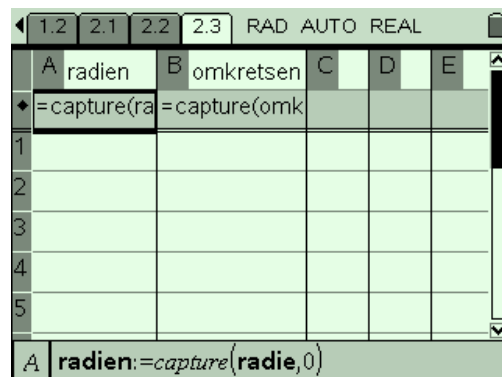 1.2 2.1 2.2 2.3 RAD AUTO REAL
A radien B omkretsen C D E
=capture(ra =capture(omk
1
2
3
4
5
A radien:=capture(radie,0)